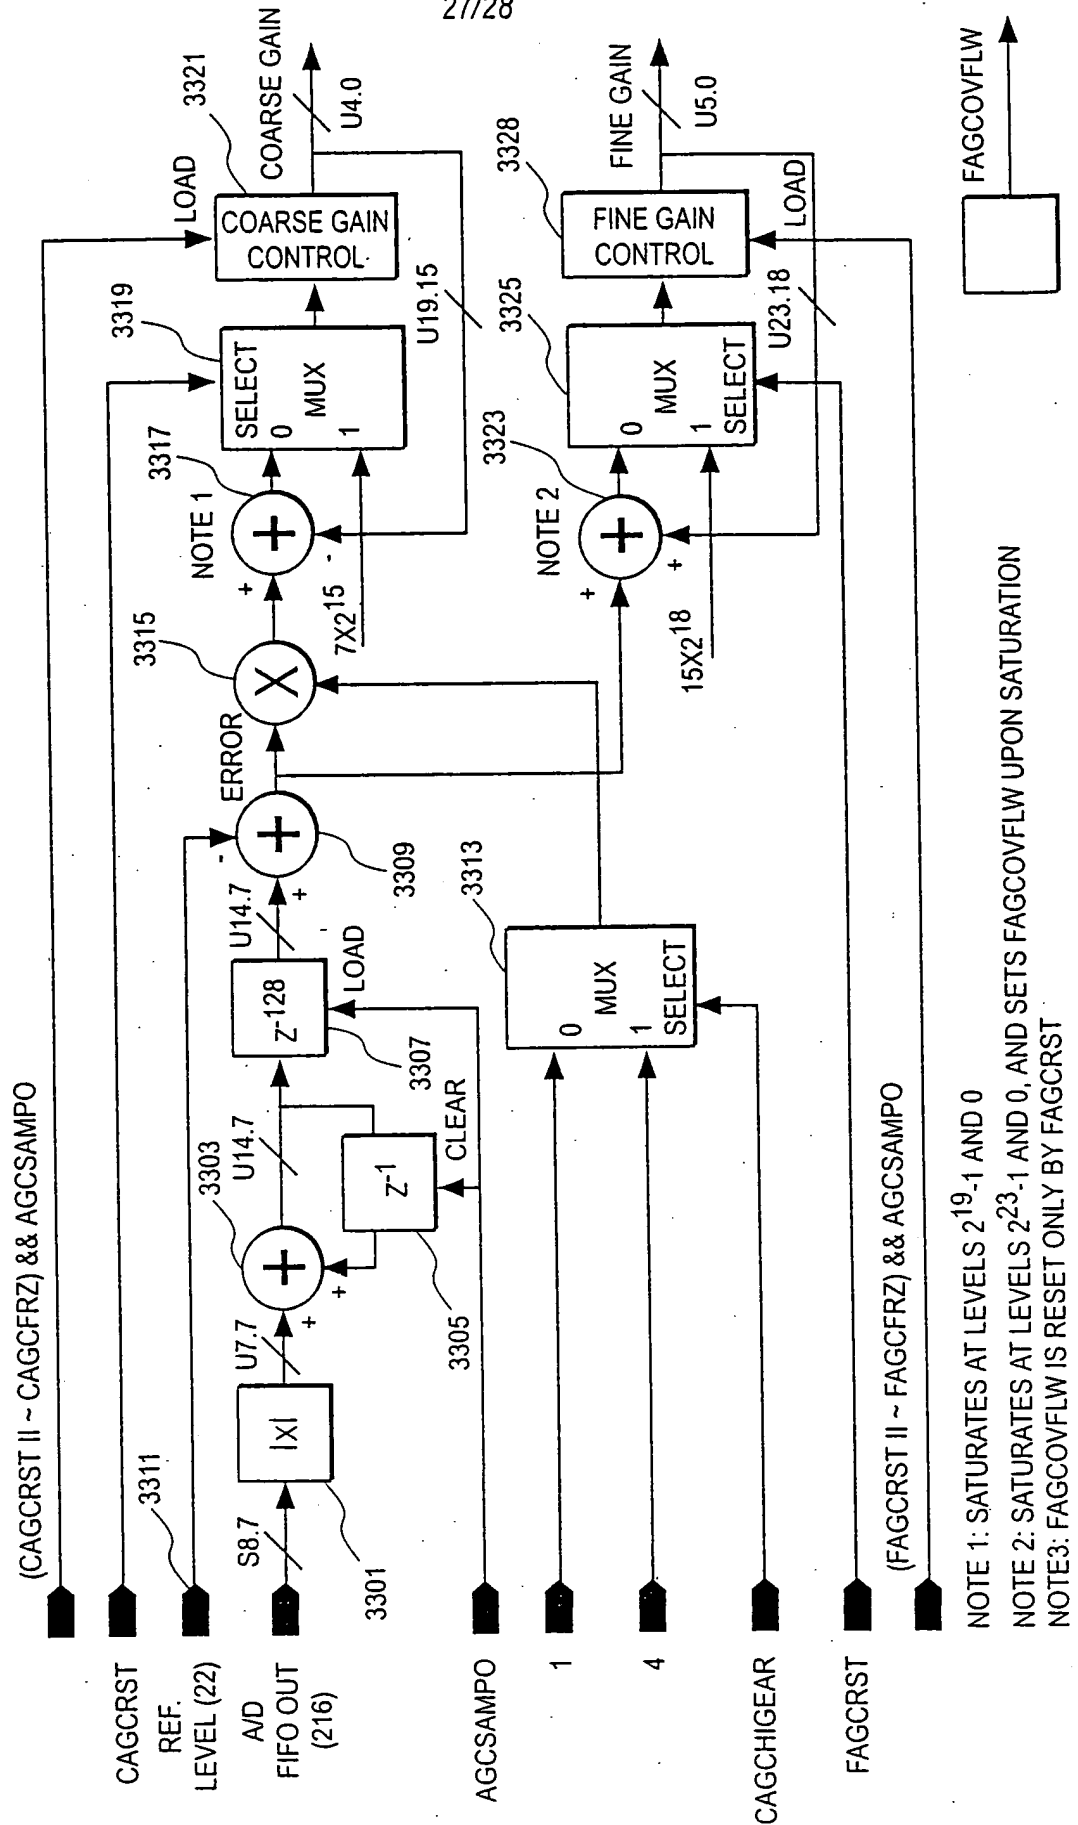 27/28
(CAGCRST II ~ CAGCFRZ) && AGCSAMPO
CAGCRST
REF.
LEVEL (22)
3311
A/D
FIFO OUT
(216)
S8.7
|X|
3301
U7.7
3303
+
+
+
U14.7
Z-1
3305
CLEAR
Z-128
3307
LOAD
U14.7
-
+
+
3309
ERROR
3315
X
NOTE 1
3317
+
+
-
7X2^15
3319
SELECT
0
MUX
1
LOAD
3321
COARSE GAIN
CONTROL
COARSE GAIN
U4.0
U19.15
AGCSAMPO
1
4
3313
0
MUX
1
SELECT
CAGCHIGEAR
NOTE 2
3323
+
+
+
15X2^18
3325
0
MUX
1
SELECT
3328
FINE GAIN
CONTROL
LOAD
FINE GAIN
U5.0
U23.18
FAGCRST
(FAGCRST II ~ FAGCFRZ) && AGCSAMPO
FAGCOVFLW
NOTE 1: SATURATES AT LEVELS 2^19-1 AND 0
NOTE 2: SATURATES AT LEVELS 2^23-1 AND 0, AND SETS FAGCOVFLW UPON SATURATION
NOTE3: FAGCOVFLW IS RESET ONLY BY FAGCRST